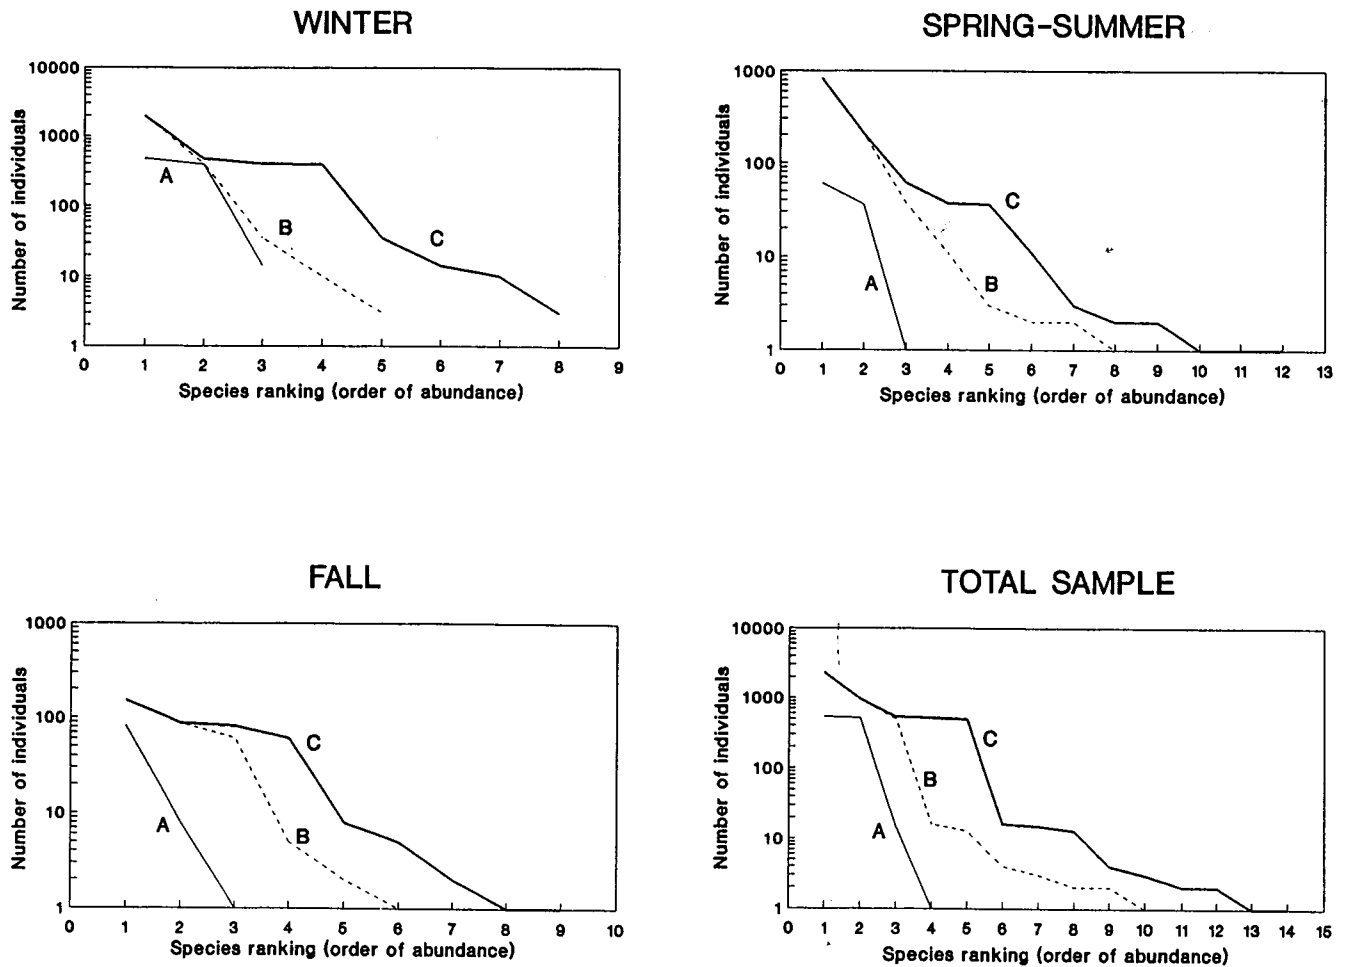 WINTER
10000
1000
100
10
1
Number of individuals
A
B
C
0 1 2 3 4 5 6 7 8 9
Species ranking (order of abundance)
SPRING-SUMMER
1000
100
10
1
Number of individuals
A
B
C
0 1 2 3 4 5 6 7 8 9 10 11 12 13
Species ranking (order of abundance)
FALL
1000
100
10
1
Number of individuals
A
B
C
0 1 2 3 4 5 6 7 8 9 10
Species ranking (order of abundance)
TOTAL SAMPLE
10000
1000
100
10
1
Number of individuals
A
B
C
0 1 2 3 4 5 6 7 8 9 10 11 12 13 14 15
Species ranking (order of abundance)